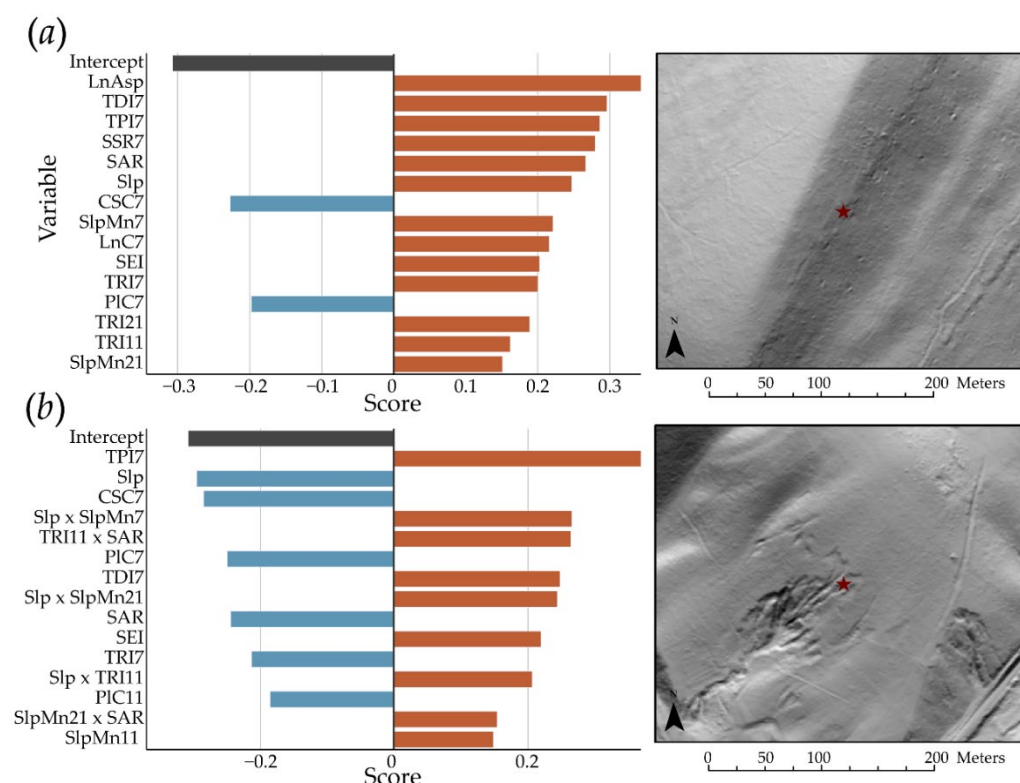 (a)
Variable
Intercept
LnAsp
TDI7
TPI7
SSR7
SAR
Slp
CSC7
SlpMn7
LnC7
SEI
TRI7
PlC7
TRI21
TRI11
SlpMn21
−0.3 −0.2 −0.1 0 0.1 0.2 0.3
Score
N
0 50 100 200 Meters
(b)
Intercept
TPI7
Slp
CSC7
Slp x SlpMn7
TRI11 x SAR
PlC7
TDI7
Slp x SlpMn21
SAR
SEI
TRI7
Slp x TRI11
PlC11
SlpMn21 x SAR
SlpMn11
−0.2 0 0.2
Score
N
0 50 100 200 Meters